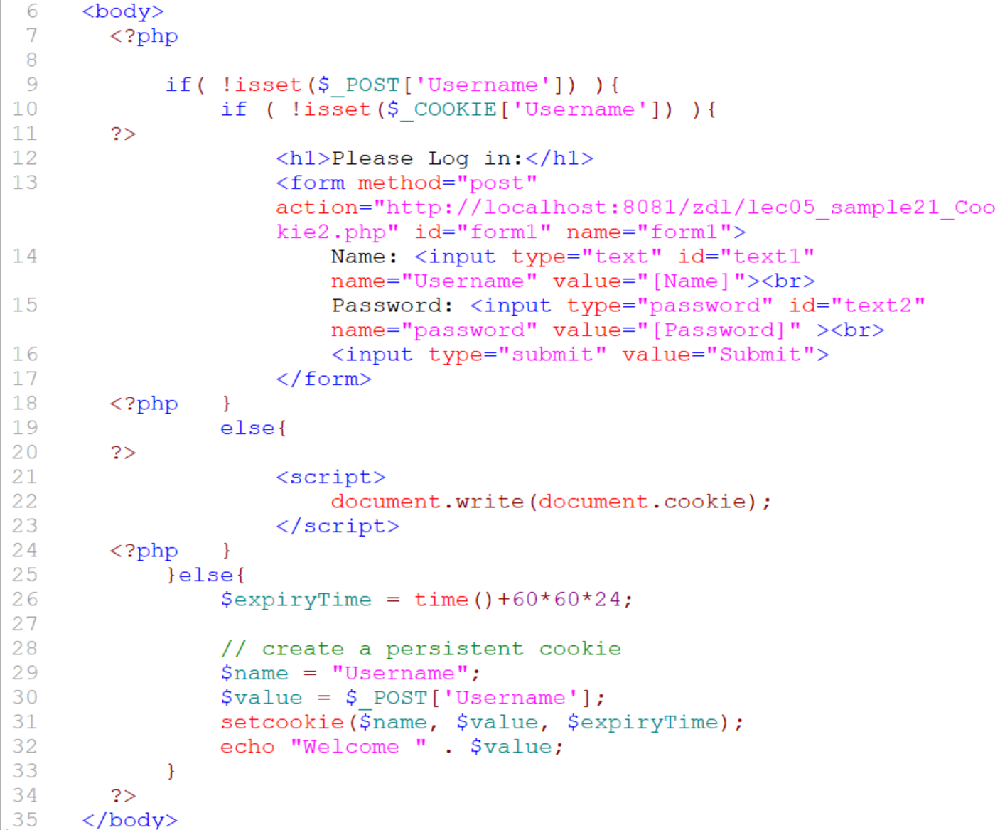 6 <body>
7 <?php
8
9 if( !isset($_POST['Username']) ){
10 if ( !isset($_COOKIE['Username']) ){
11 ?>
12 <h1>Please Log in:</h1>
13 <form method="post"
action="http://localhost:8081/zdl/lec05_sample21_Coo
kie2.php" id="form1" name="form1">
14 Name: <input type="text" id="text1"
name="Username" value="[Name]"><br>
15 Password: <input type="password" id="text2"
name="password" value="[Password]" ><br>
16 <input type="submit" value="Submit">
17 </form>
18 <?php }
19 else{
20 ?>
21 <script>
22 document.write(document.cookie);
23 </script>
24 <?php }
25 }else{
26 $expiryTime = time()+60*60*24;
27
28 // create a persistent cookie
29 $name = "Username";
30 $value = $_POST['Username'];
31 setcookie($name, $value, $expiryTime);
32 echo "Welcome " . $value;
33 }
34 ?>
35 </body>